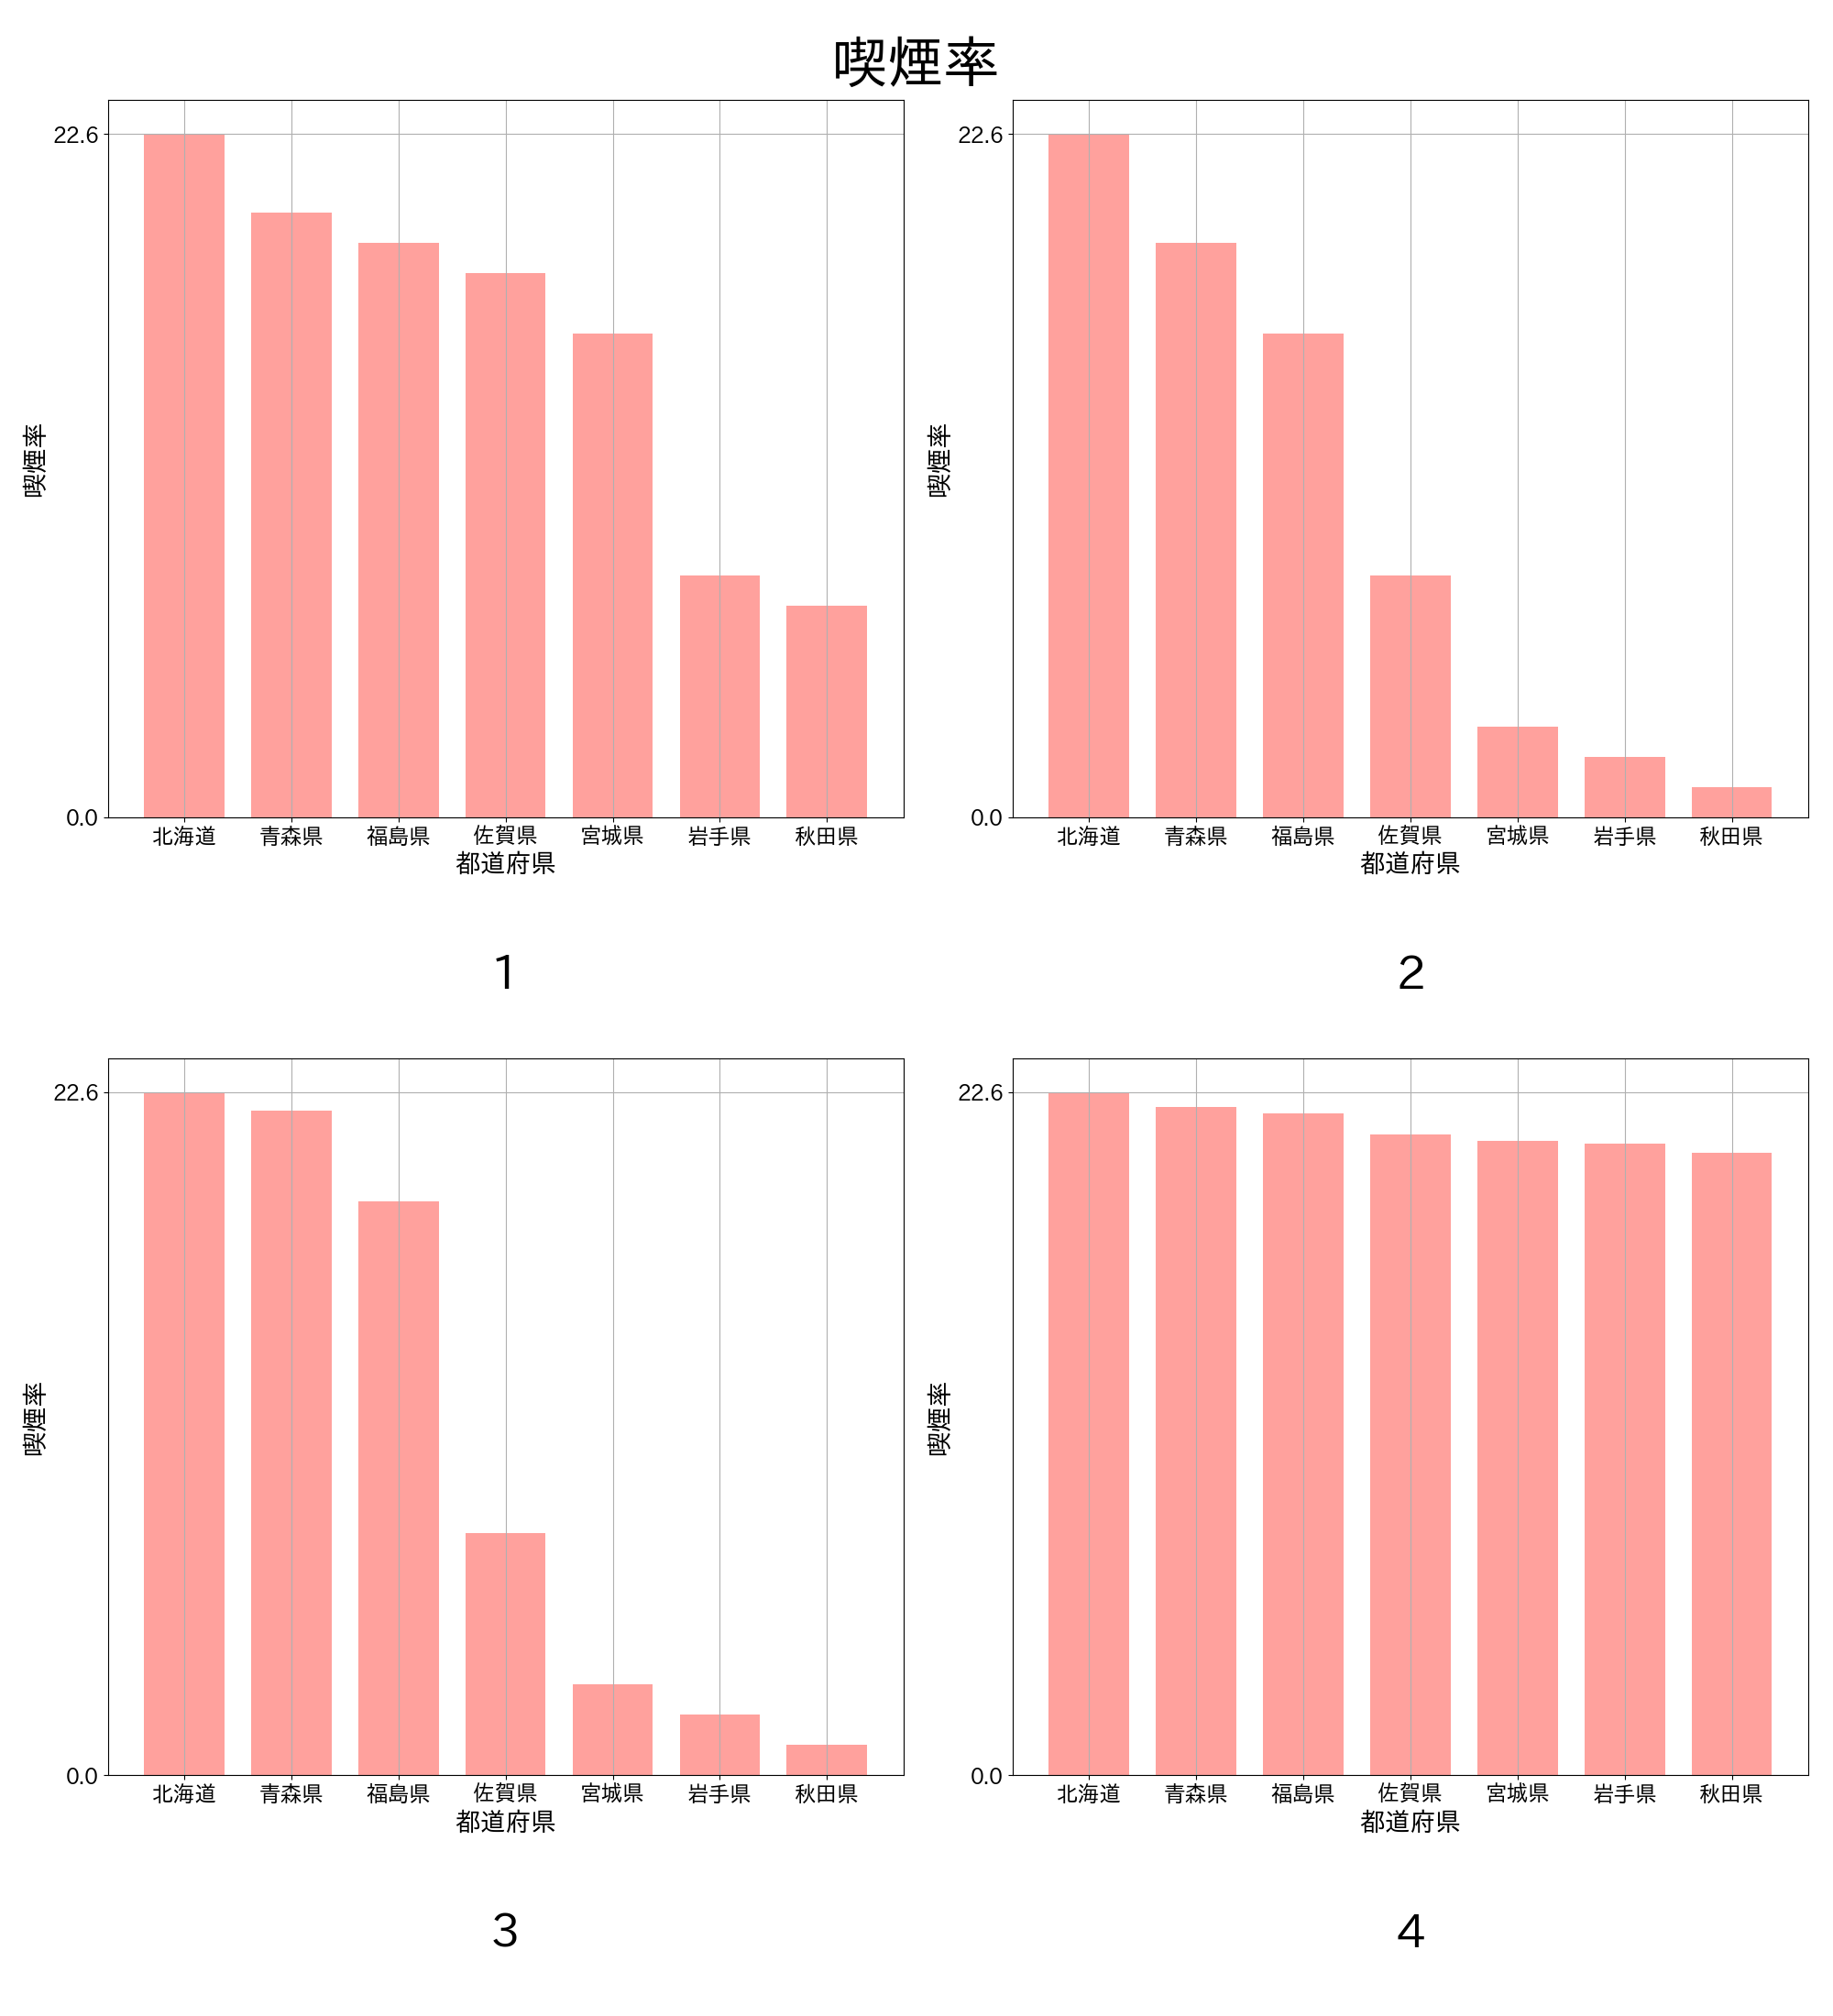 喫煙率
22.6
0.0
喫煙率
北海道 青森県 福島県 佐賀県 宮城県 岩手県 秋田県
都道府県
1
22.6
0.0
喫煙率
北海道 青森県 福島県 佐賀県 宮城県 岩手県 秋田県
都道府県
2
22.6
0.0
喫煙率
北海道 青森県 福島県 佐賀県 宮城県 岩手県 秋田県
都道府県
3
22.6
0.0
喫煙率
北海道 青森県 福島県 佐賀県 宮城県 岩手県 秋田県
都道府県
4